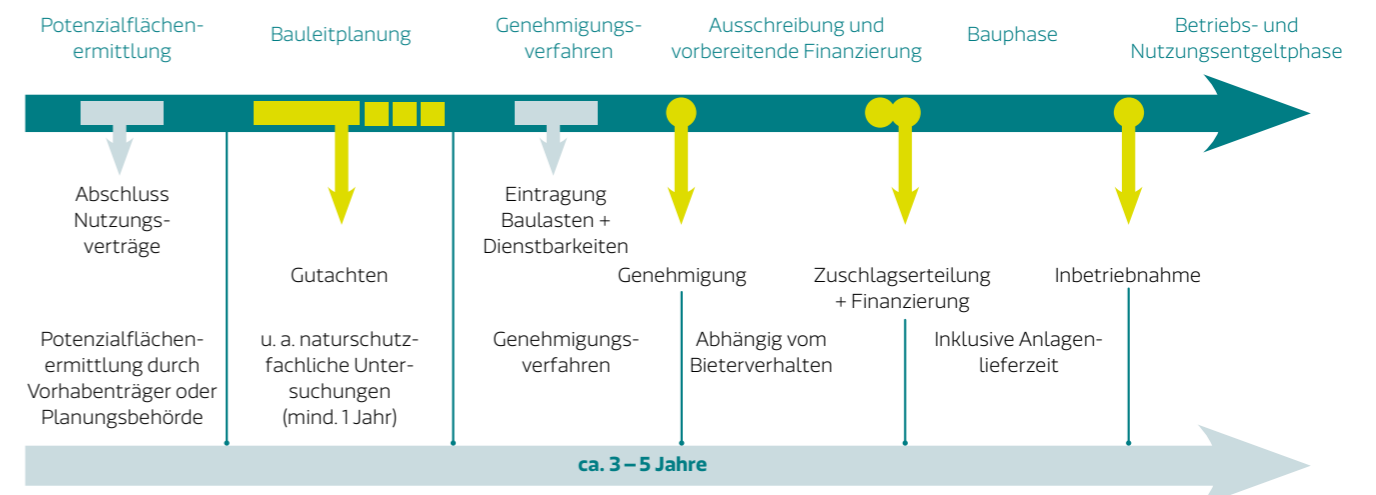 Potenzialflächen-
ermittlung
Bauleitplanung
Genehmigungs-
verfahren
Ausschreibung und
vorbereitende Finanzierung
Bauphase
Betriebs- und
Nutzungsentgeltphase
Abschluss
Nutzungs-
verträge
Gutachten
Eintragung
Baulasten +
Dienstbarkeiten
Genehmigung
Zuschlagserteilung
+ Finanzierung
Inbetriebnahme
Potenzialflächen-
ermittlung durch
Vorhabenträger oder
Planungsbehörde
u. a. naturschutz-
fachliche Unter-
suchungen
(mind. 1 Jahr)
Genehmigungs-
verfahren
Abhängig vom
Bieterverhalten
Inklusive Anlagen-
lieferzeit
ca. 3 – 5 Jahre